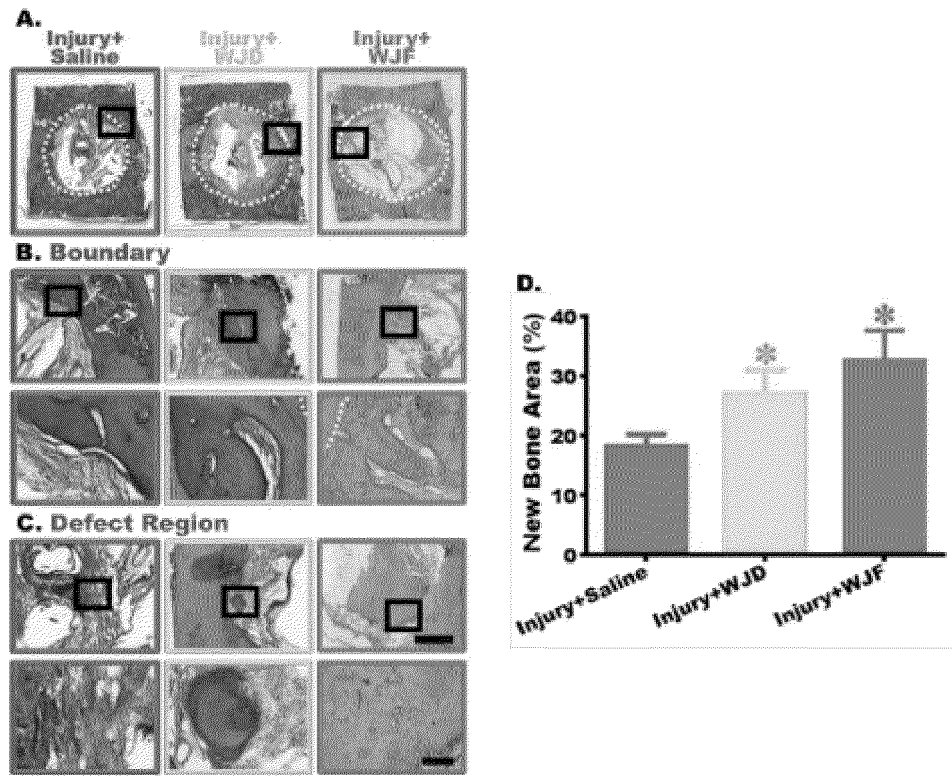 A.
Injury+
Saline
Injury+
WJD
Injury+
WJF
B. Boundary
C. Defect Region
D.
New Bone Area (%)
40
30
20
10
0
*
*
Injury+Saline
Injury+WJD
Injury+WJF